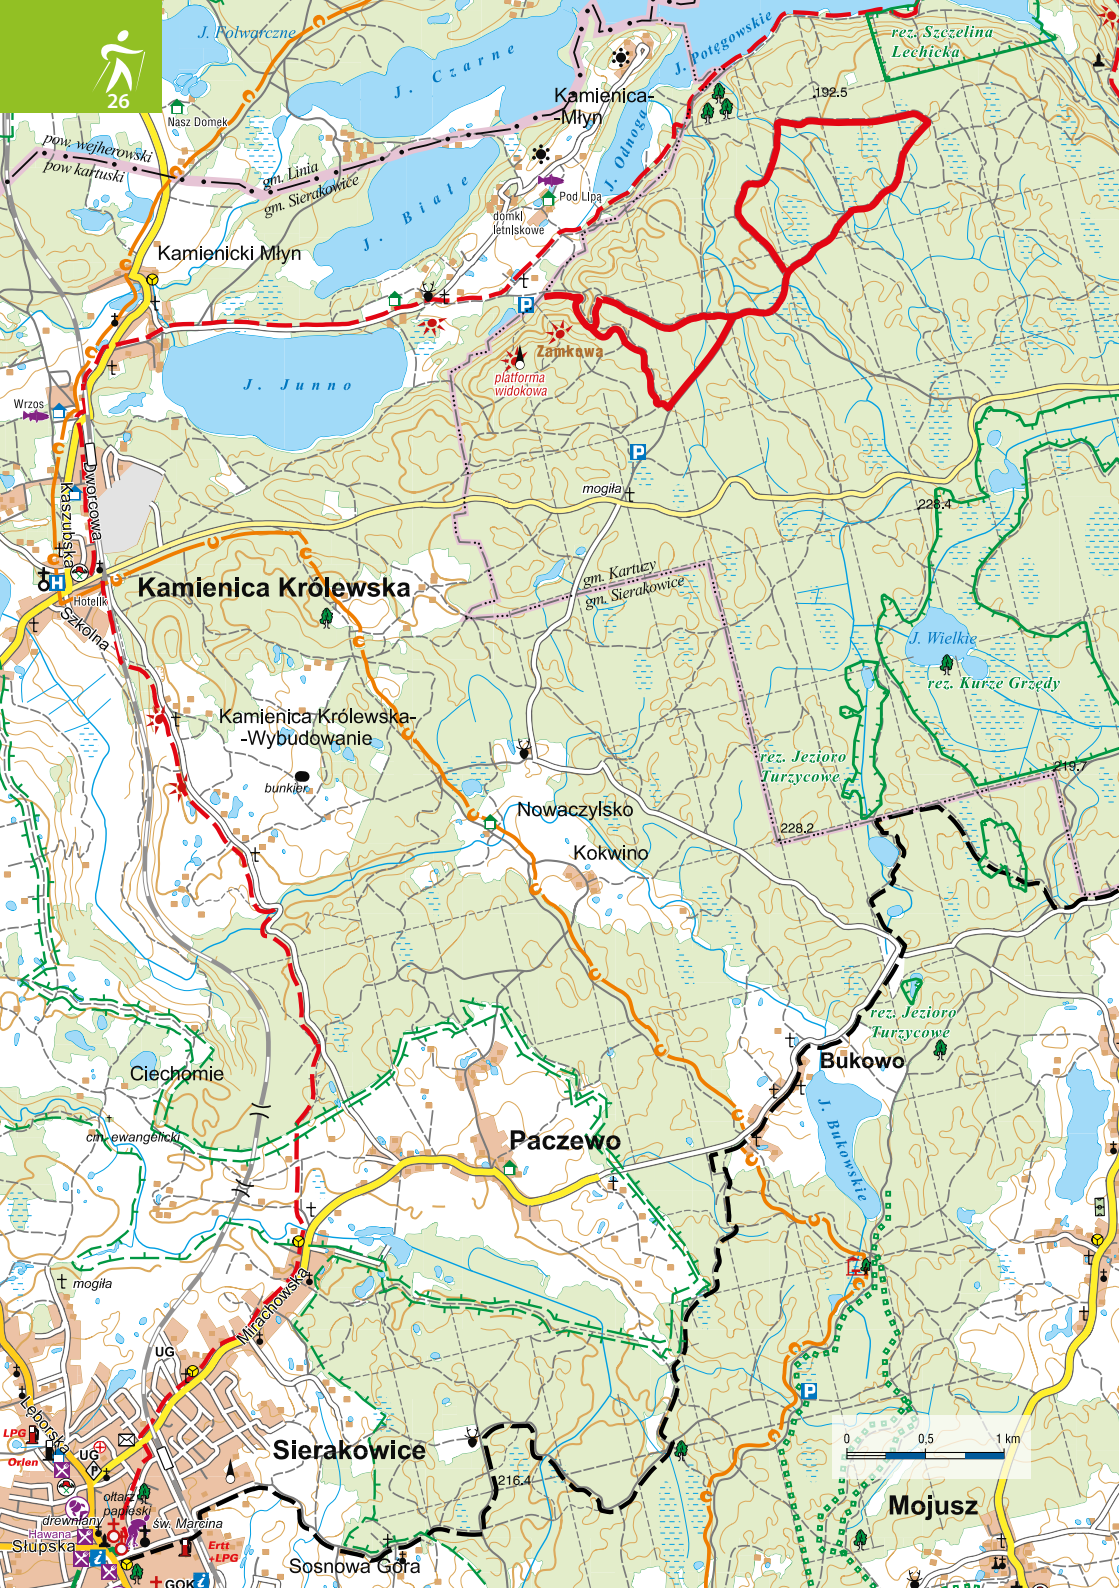 26
J. Folwarczne
J. Czarne
J. Potęgowskie
rez. Szczelina
Lechicka
Nasz Domek
Kamienica-
-Młyn
192.5
pow. wejherowski
pow kartuski
gm. Linia
gm. Sierakowice
J. Odnoga
J. Białe
Pod Lipą
domki
letniskowe
Kamienicki Młyn
P
Zamkowa
platforma
widokowa
J. Junno
Wrzos
P
mogiła
Dworcowa
Kaszubska
228.4
H
Hotelik
Kamienica Królewska
gm. Kartuzy
gm. Sierakowice
Szkolna
J. Wielkie
rez. Kurze Grzędy
Kamienica Królewska-
-Wybudowanie
bunkier
rez. Jezioro
Turzycowe
219.7
Nowaczylsko
228.2
Kokwino
rez. Jezioro
Turzycowe
Bukowo
Ciechomie
J. Bukowskie
cm. ewangelicki
Paczewo
mogiła
Mirachowska
UG
P
Lęborska
LPG
Orlen
UG
P
Sierakowice
216.4
0
0,5
1 km
Mojusz
ołtarz
papieski
drewniany
św. Marcina
Hawana
Słupska
Ertt
+LPG
i
Sosnowa Góra
GOK
i